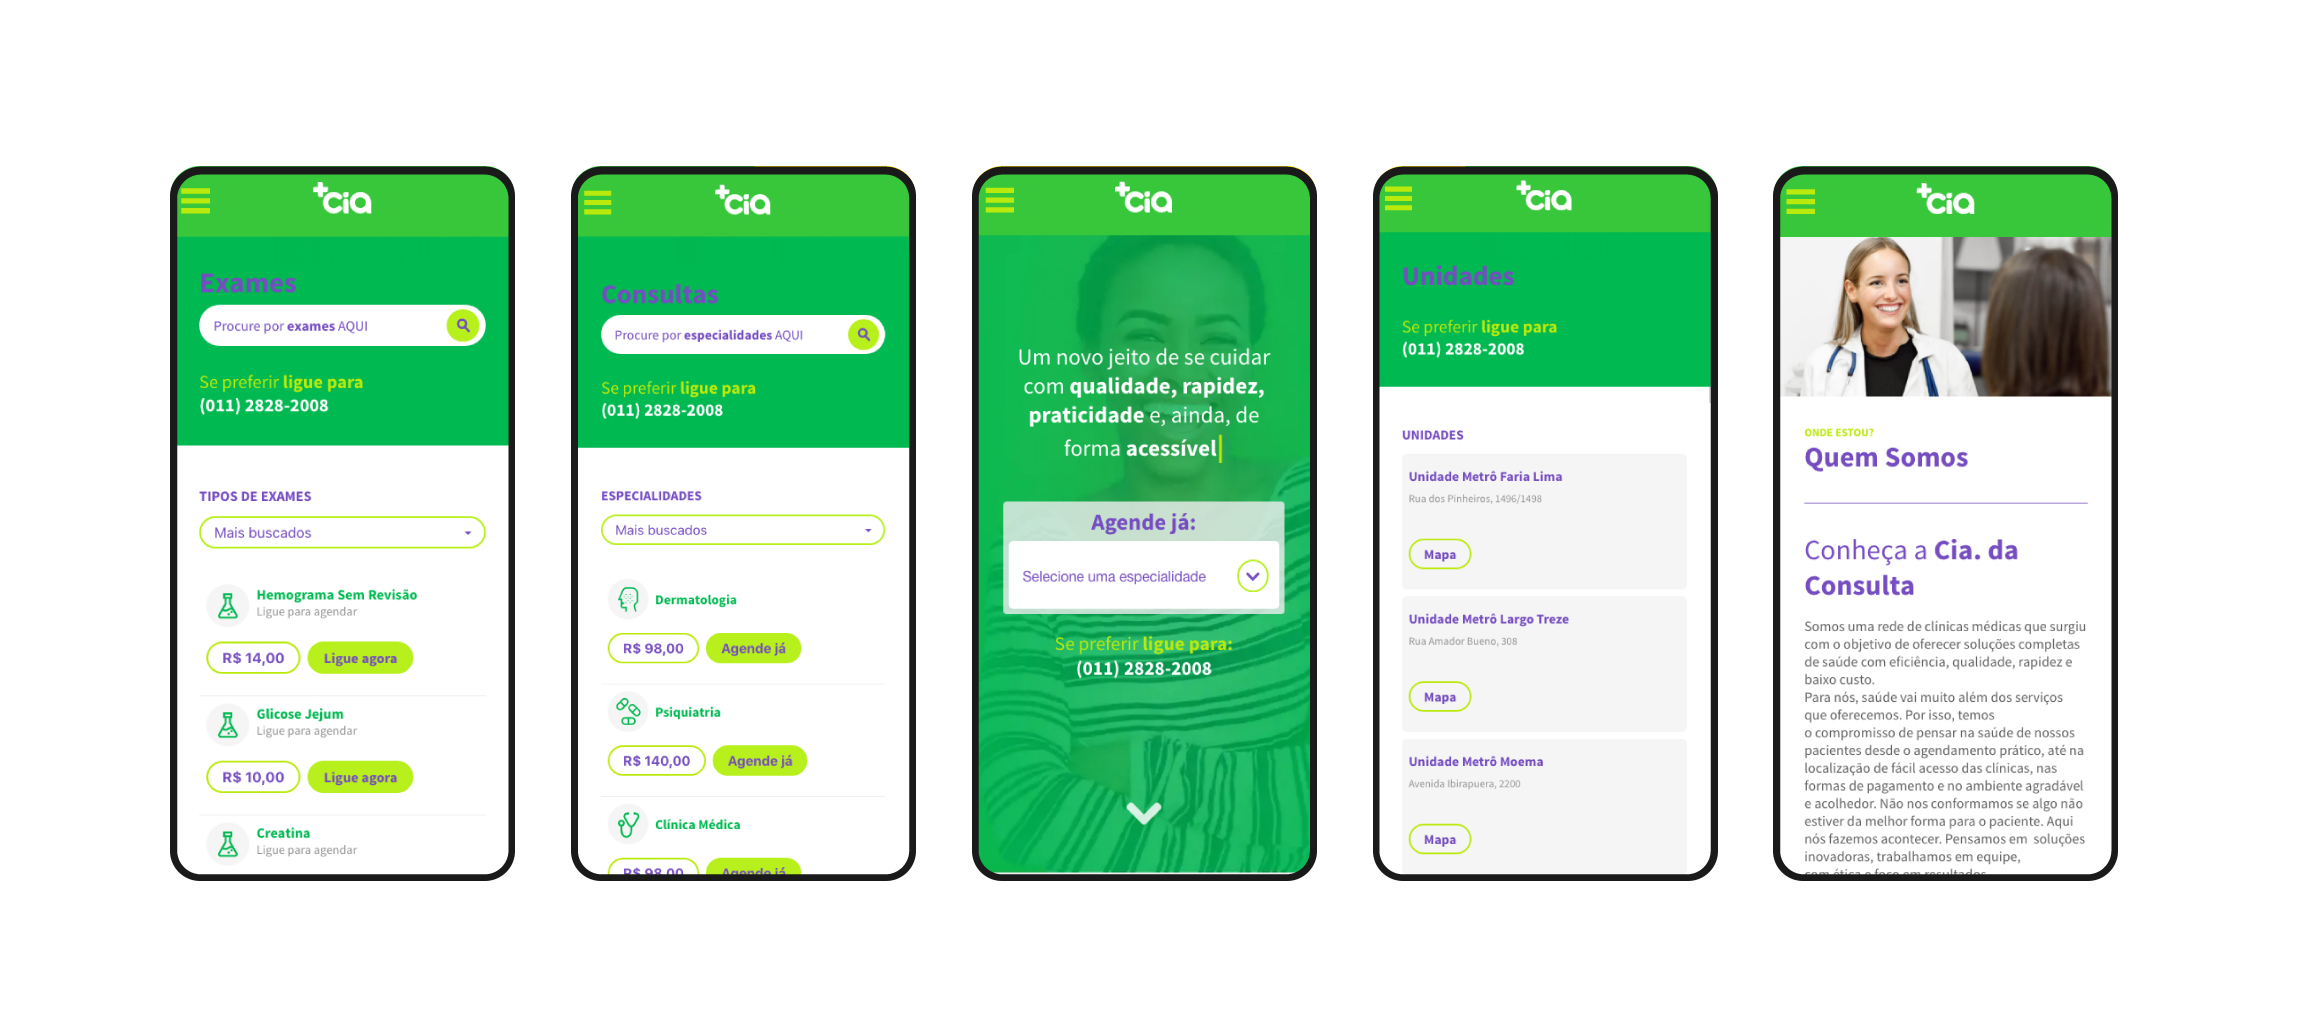 +cia
Exames
Procure por exames AQUI
Se preferir ligue para
(011) 2828-2008
TIPOS DE EXAMES
Mais buscados
Hemograma Sem Revisão
Ligue para agendar
R$ 14,00 Ligue agora
Glicose Jejum
Ligue para agendar
R$ 10,00 Ligue agora
Creatina
Ligue para agendar
+cia
Consultas
Procure por especialidades AQUI
Se preferir ligue para
(011) 2828-2008
ESPECIALIDADES
Mais buscados
Dermatologia
R$ 98,00 Agende já
Psiquiatria
R$ 140,00 Agende já
Clínica Médica
R$ 98,00 Agende já
+cia
Um novo jeito de se cuidar
com qualidade, rapidez,
praticidade e, ainda, de
forma acessível
Agende já:
Selecione uma especialidade
Se preferir ligue para:
(011) 2828-2008
+cia
Unidades
Se preferir ligue para
(011) 2828-2008
UNIDADES
Unidade Metrô Faria Lima
Rua dos Pinheiros, 1496/1498
Mapa
Unidade Metrô Largo Treze
Rua Amador Bueno, 308
Mapa
Unidade Metrô Moema
Avenida Ibirapuera, 2200
Mapa
+cia
ONDE ESTOU?
Quem Somos
Conheça a Cia. da
Consulta
Somos uma rede de clínicas médicas que surgiu
com o objetivo de oferecer soluções completas
de saúde com eficiência, qualidade, rapidez e
baixo custo.
Para nós, saúde vai muito além dos serviços
que oferecemos. Por isso, temos
o compromisso de pensar na saúde de nossos
pacientes desde o agendamento prático, até na
localização de fácil acesso das clínicas, nas
formas de pagamento e no ambiente agradável
e acolhedor. Não nos conformamos se algo não
estiver da melhor forma para o paciente. Aqui
nós fazemos acontecer. Pensamos em soluções
inovadoras, trabalhamos em equipe,
com ética e foco em resultados